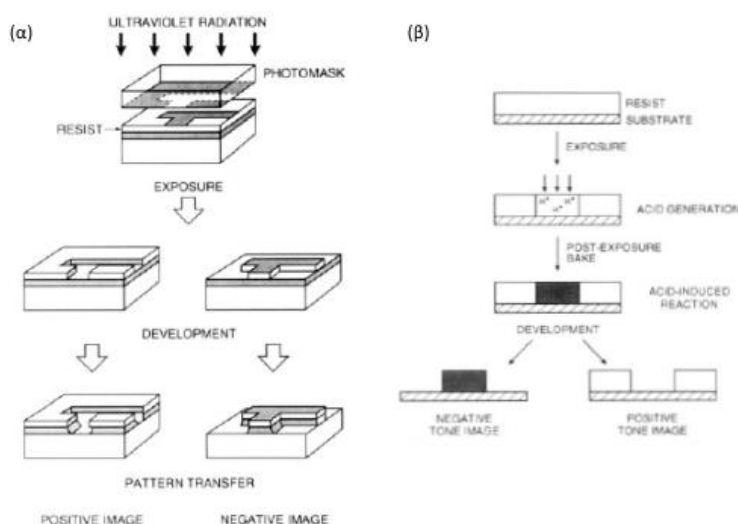 (α)
ULTRAVIOLET RADIATION
PHOTOMASK
RESIST
EXPOSURE
DEVELOPMENT
PATTERN TRANSFER
POSITIVE IMAGE
NEGATIVE IMAGE
(β)
RESIST
SUBSTRATE
EXPOSURE
ACID GENERATION
POST-EXPOSURE
BAKE
ACID-INDUCED
REACTION
DEVELOPMENT
NEGATIVE
TONE IMAGE
POSITIVE
TONE IMAGE